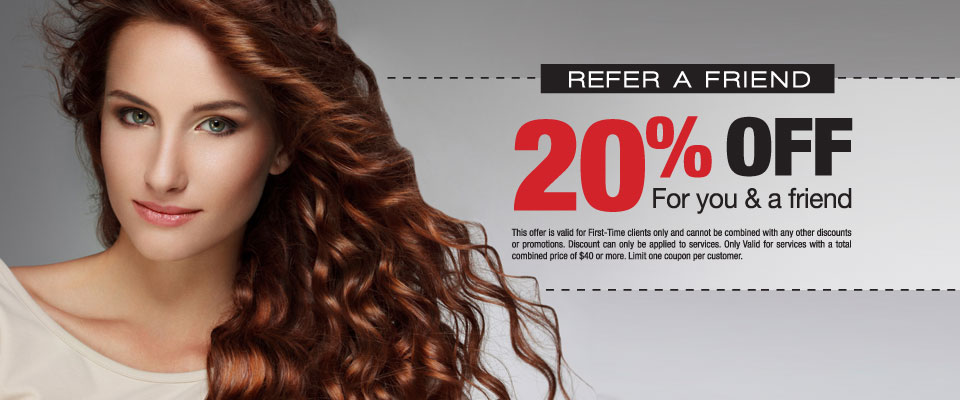 REFER A FRIEND
20% OFF
For you & a friend
This offer is valid for First-Time clients only and cannot be combined with any other discounts
or promotions. Discount can only be applied to services. Only Valid for services with a total
combined price of $40 or more. Limit one coupon per customer.